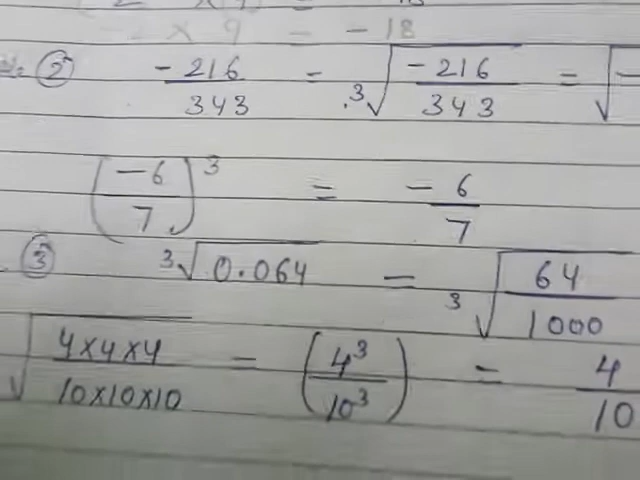 × 9 = -18
② -216/343 = ∛(-216/343) = √
(-6/7)³ = -6/7
③ ∛0.064 = ∛(64/1000)
√(4×4×4/10×10×10) = (4³/10³) = 4/10